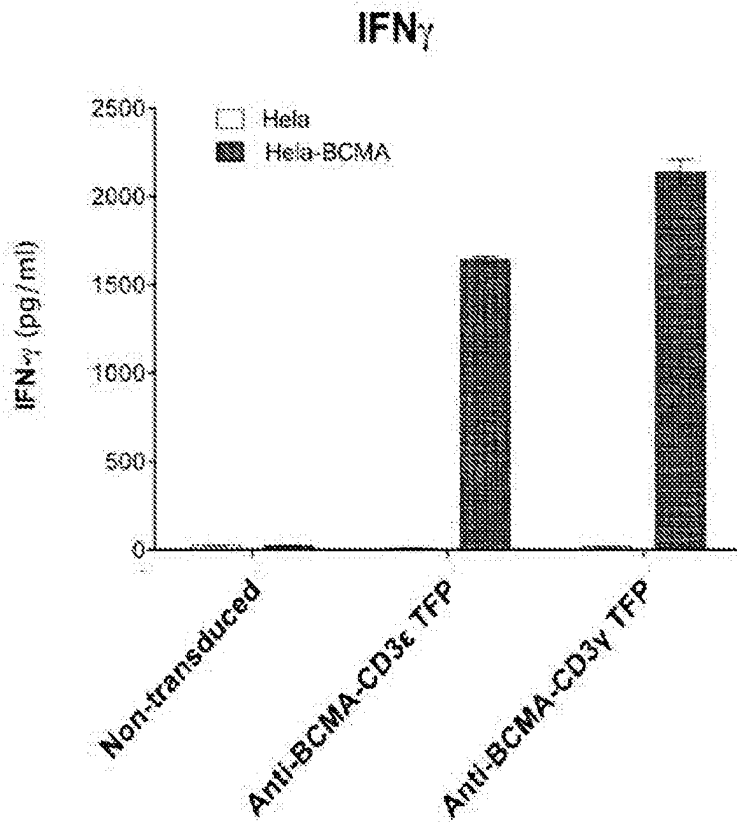 IFNγ
Hela
Hela-BCMA
IFN-γ (pg/ml)
2500
2000
1500
1000
500
0
Non-transduced
Anti-BCMA-CD3ε TFP
Anti-BCMA-CD3γ TFP